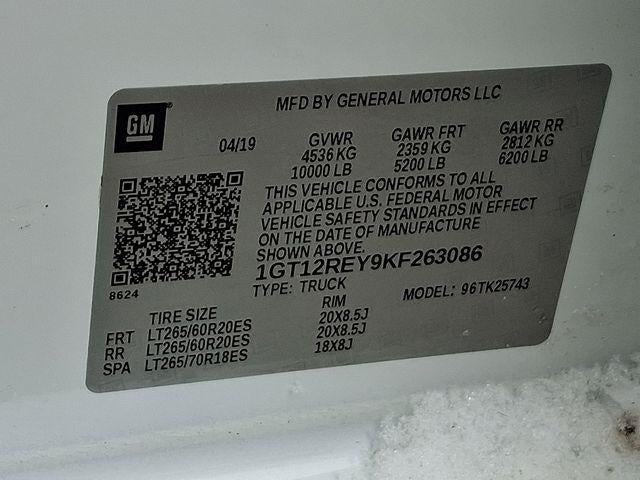 MFD BY GENERAL MOTORS LLC
GM
04/19 GVWR GAWR FRT GAWR RR
4536 KG 2359 KG 2812 KG
10000 LB 5200 LB 6200 LB
THIS VEHICLE CONFORMS TO ALL
APPLICABLE U.S. FEDERAL MOTOR
VEHICLE SAFETY STANDARDS IN EFFECT
ON THE DATE OF MANUFACTURE
SHOWN ABOVE.
1GT12REY9KF263086
8624
TYPE: TRUCK MODEL: 96TK25743
TIRE SIZE RIM
FRT LT265/60R20ES 20X8.5J
RR LT265/60R20ES 20X8.5J
SPA LT265/70R18ES 18X8J